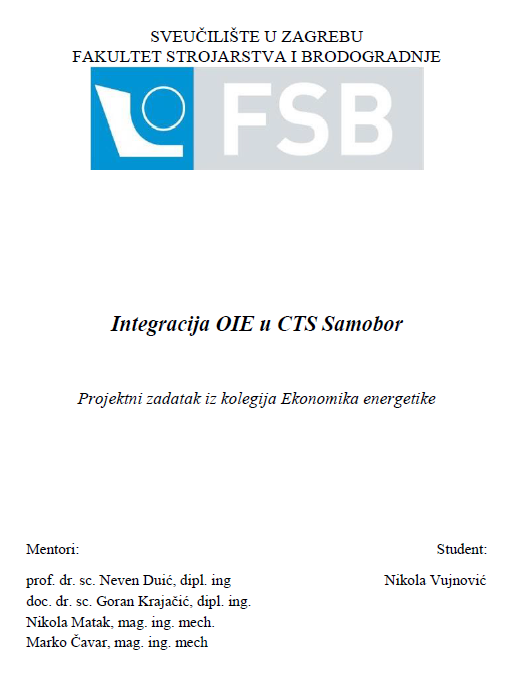 SVEUČILIŠTE U ZAGREBU
FAKULTET STROJARSTVA I BRODOGRADNJE
FSB
Integracija OIE u CTS Samobor
Projektni zadatak iz kolegija Ekonomika energetike
Mentori:
Student:
prof. dr. sc. Neven Duić, dipl. ing
Nikola Vujnović
doc. dr. sc. Goran Krajačić, dipl. ing.
Nikola Matak, mag. ing. mech.
Marko Čavar, mag. ing. mech